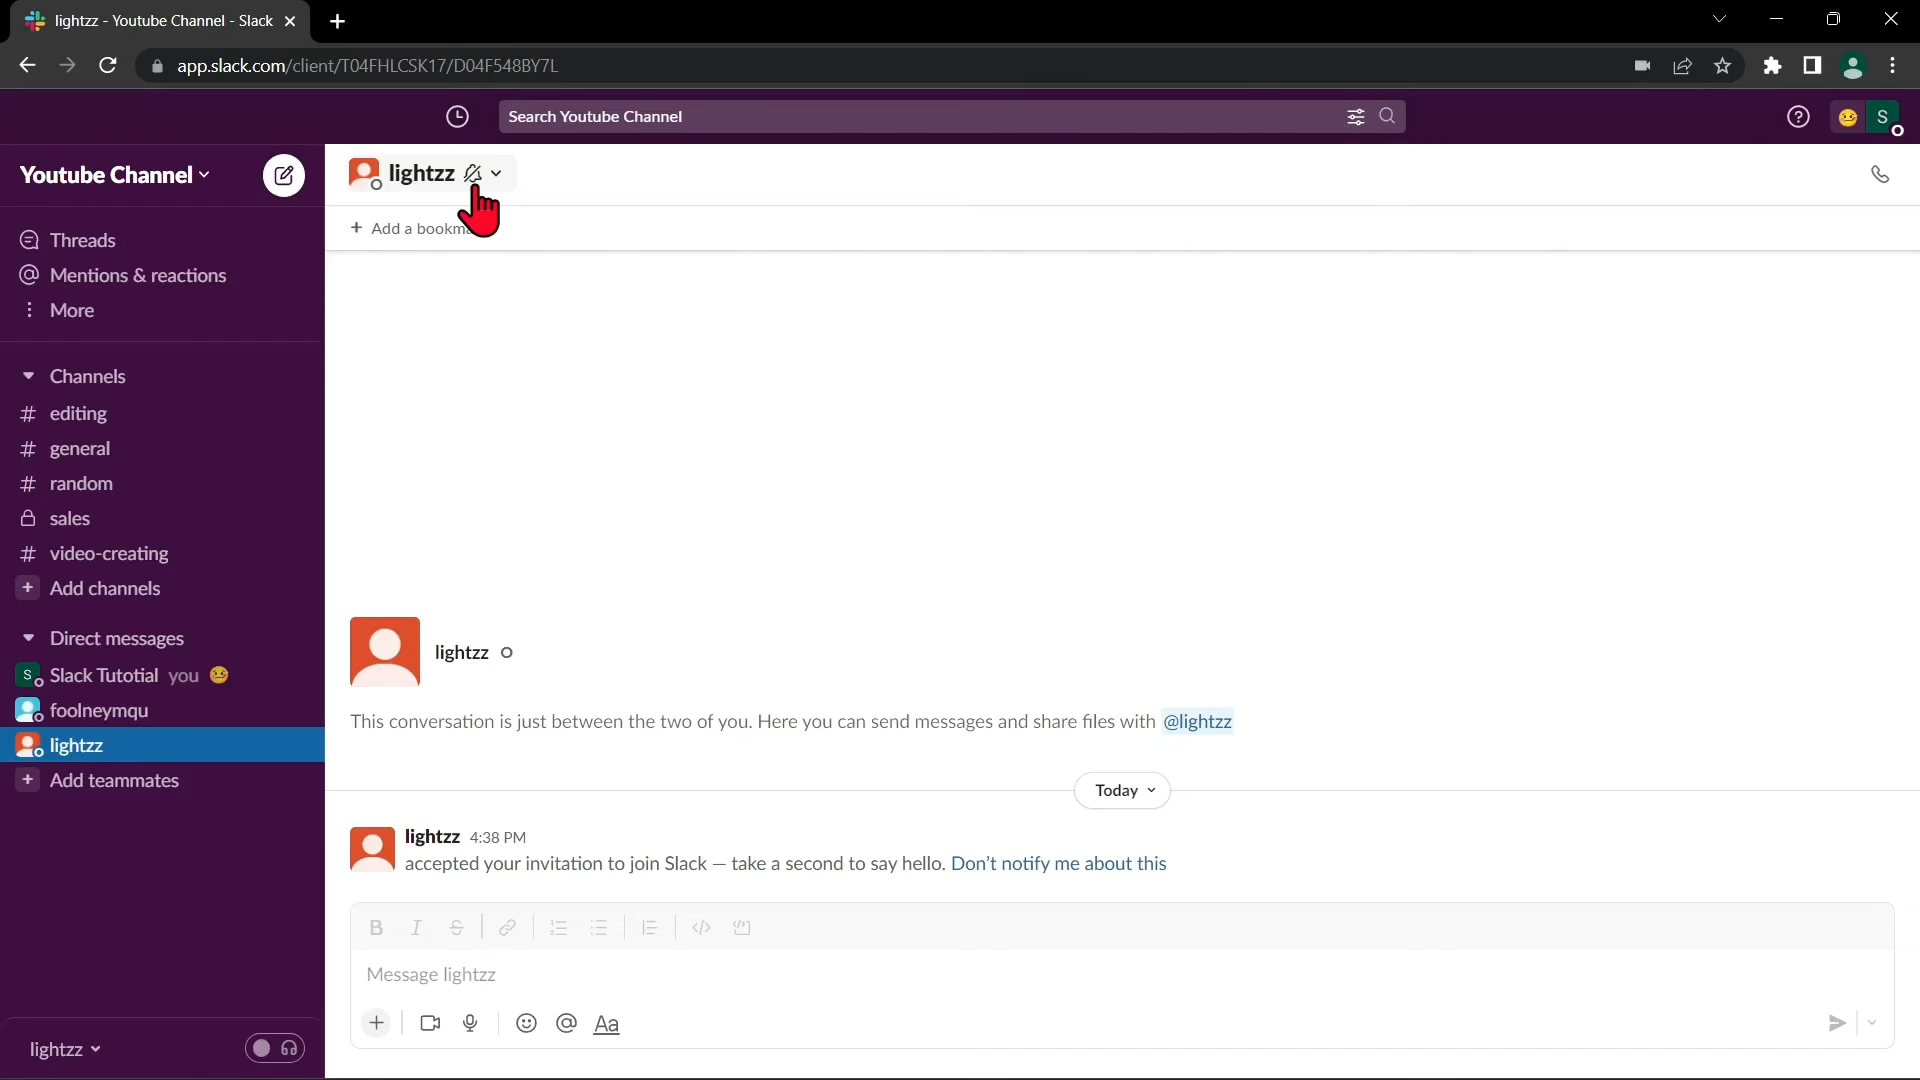 lightzz - Youtube Channel - Slack
app.slack.com/client/T04FHLCSK17/D04F548BY7L
Search Youtube Channel
S
Youtube Channel
lightzz
Add a bookma
Threads
Mentions & reactions
More
Channels
# editing
# general
# random
sales
# video-creating
+ Add channels
Direct messages
S Slack Tutotial you
foolneymqu
lightzz
+ Add teammates
lightzz
This conversation is just between the two of you. Here you can send messages and share files with @lightzz
Today
lightzz 4:38 PM
accepted your invitation to join Slack — take a second to say hello. Don't notify me about this
B I S
Message lightzz
Aa
lightzz